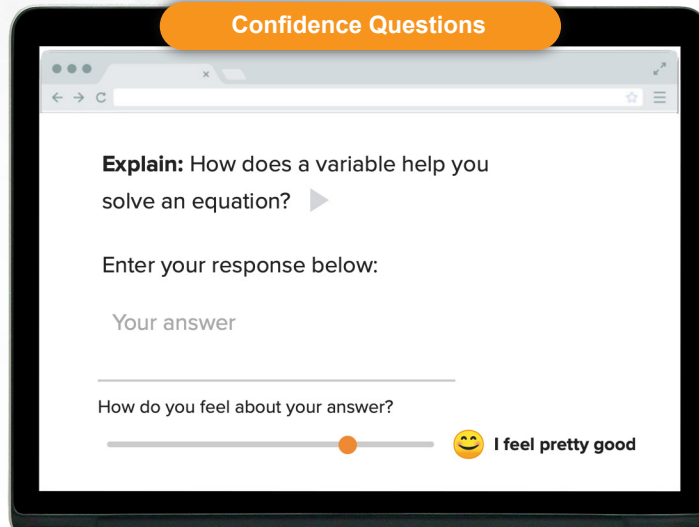 Confidence Questions
Explain: How does a variable help you
solve an equation?
Enter your response below:
Your answer
How do you feel about your answer?
I feel pretty good